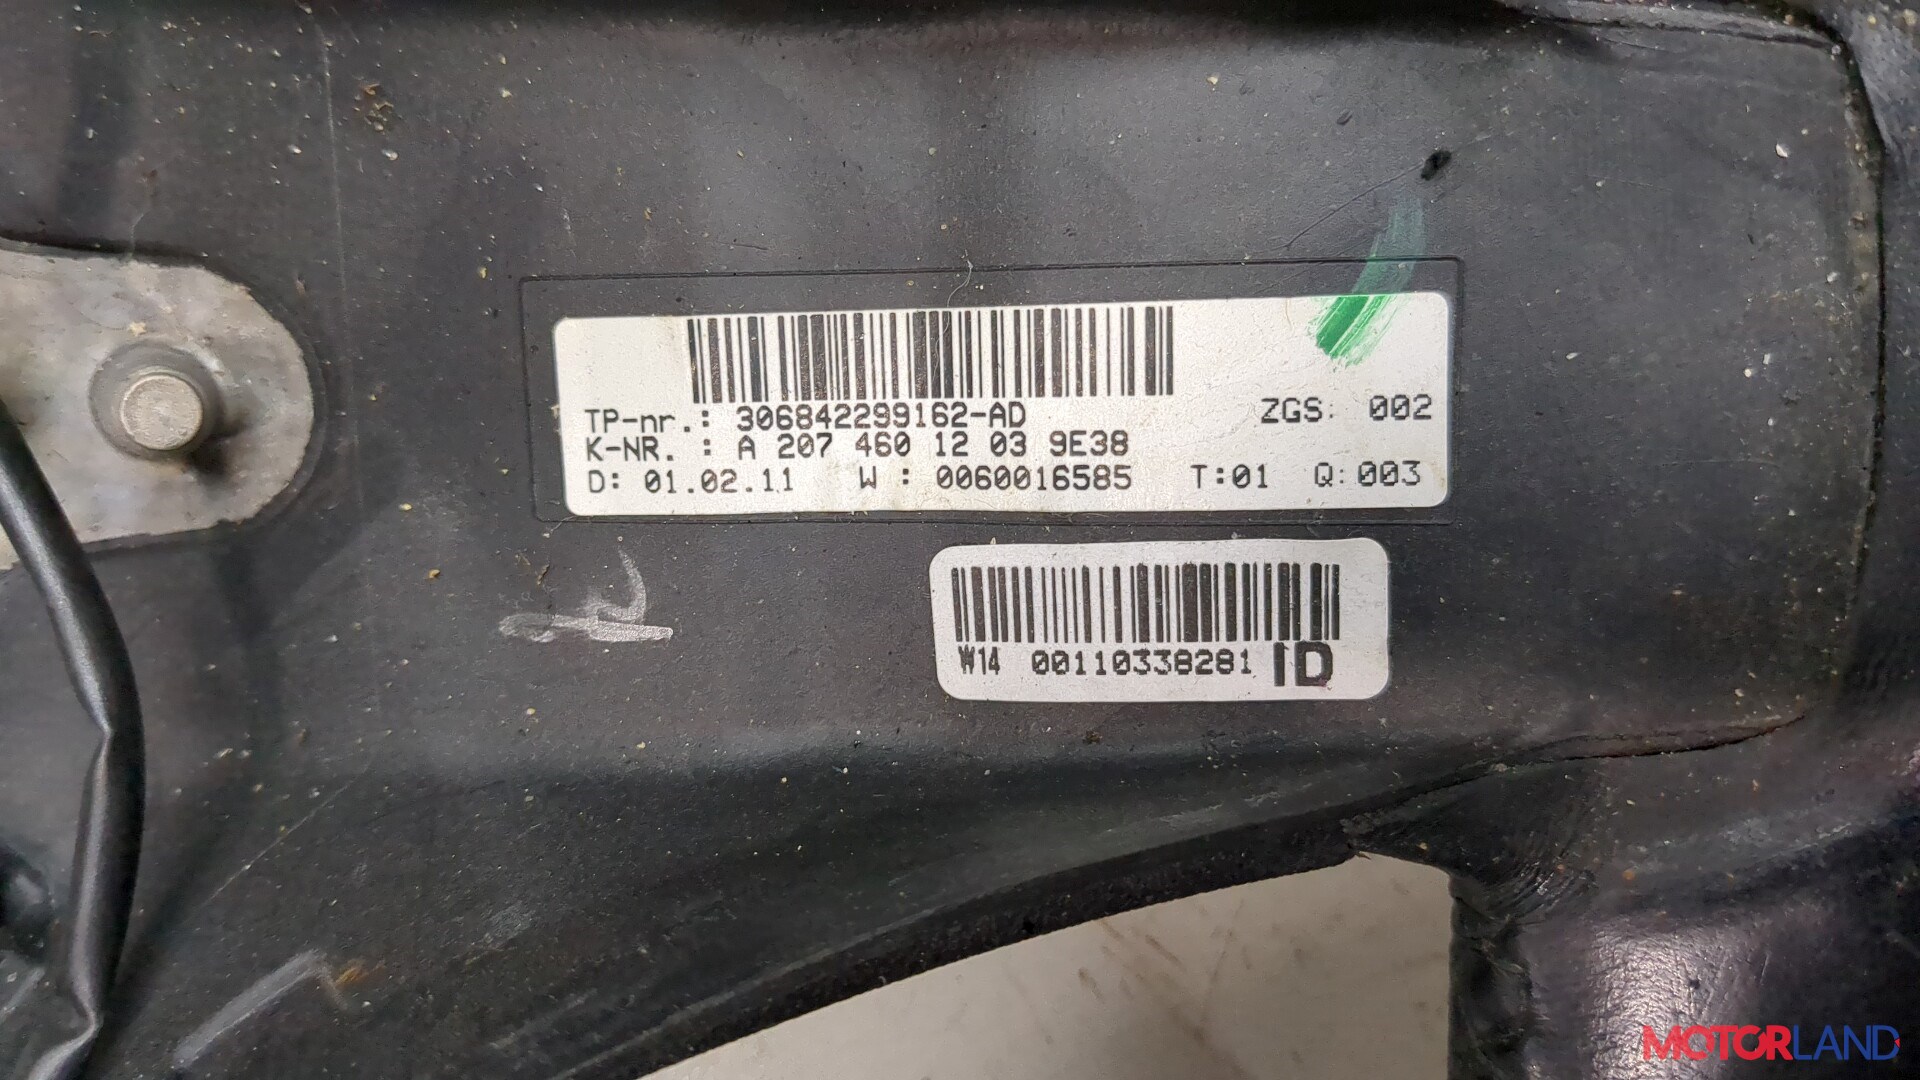 TP-nr.: 306842299162-AD ZGS: 002
K-NR. : A 207 460 12 03 9E38
D: 01.02.11 W : 0060016585 T:01 Q:003
W14 00110338281 ID
MOTORLAND